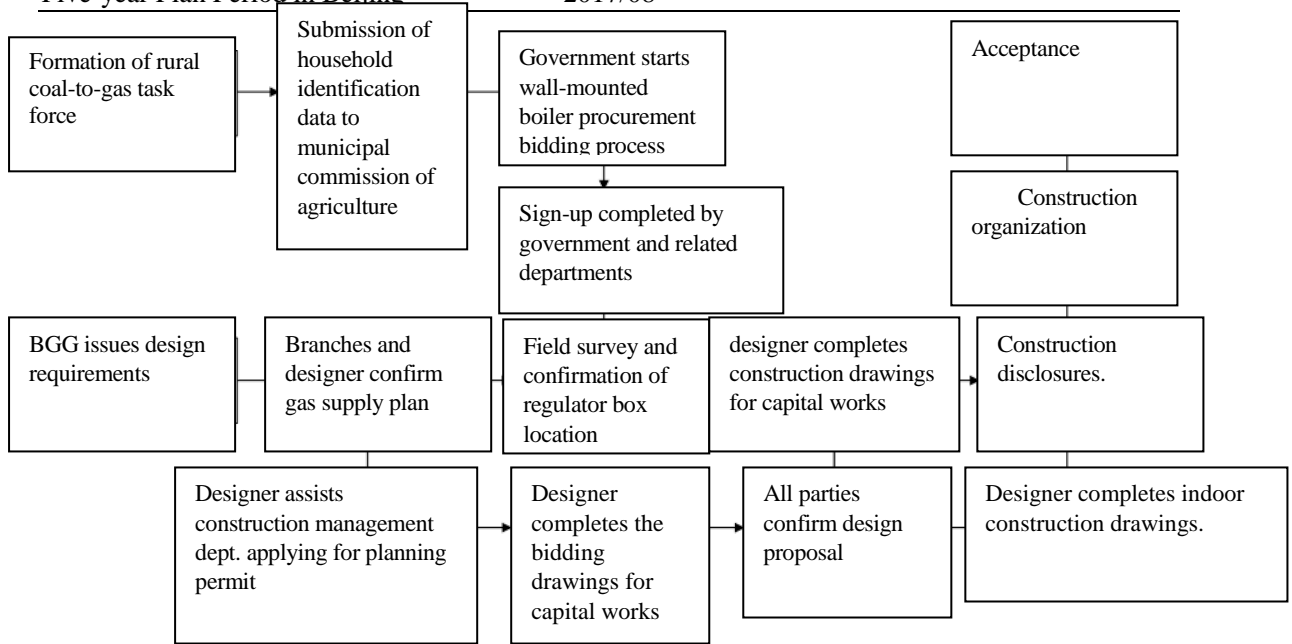 2017/08
Formation of rural
coal-to-gas task
force
Submission of
household
identification
data to
municipal
commission of
agriculture
Government starts
wall-mounted
boiler procurement
bidding process
Acceptance
Sign-up completed by
government and related
departments
Construction
organization
BGG issues design
requirements
Branches and
designer confirm
gas supply plan
Field survey and
confirmation of
regulator box
location
designer completes
construction drawings
for capital works
Construction
disclosures.
Designer assists
construction management
dept. applying for planning
permit
Designer
completes the
bidding
drawings for
capital works
All parties
confirm design
proposal
Designer completes indoor
construction drawings.